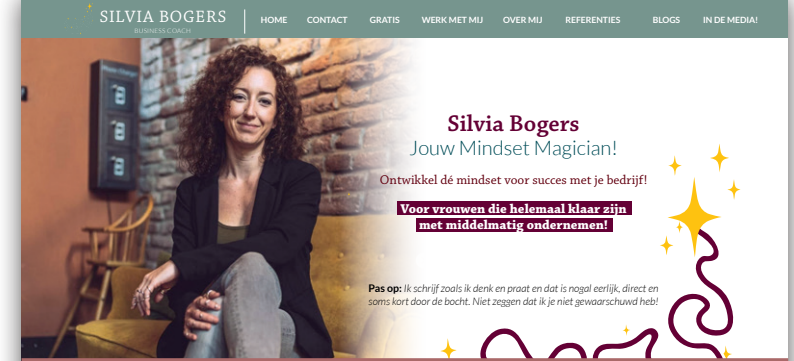 SILVIA BOGERS
BUSINESS COACH
HOME CONTACT GRATIS WERK MET MIJ OVER MIJ REFERENTIES BLOGS IN DE MEDIA!
Silvia Bogers
Jouw Mindset Magician!
Ontwikkel dé mindset voor succes met je bedrijf!
Voor vrouwen die helemaal klaar zijn
met middelmatig ondernemen!
Pas op: Ik schrijf zoals ik denk en praat en dat is nogal eerlijk, direct en
soms kort door de bocht. Niet zeggen dat ik je niet gewaarschuwd heb!